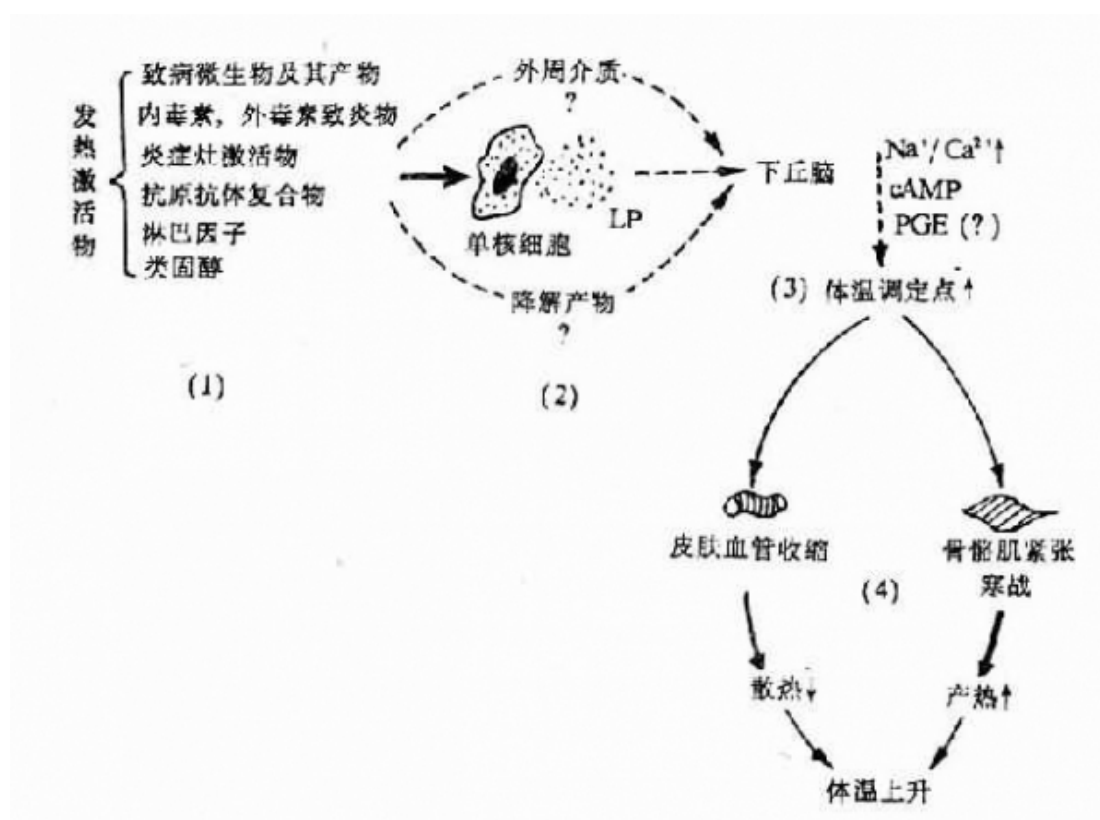 发热激活物
致病微生物及其产物
内毒素，外毒素致炎物
炎症灶激活物
抗原抗体复合物
淋巴因子
类固醇
(1)
外周介质
?
LP
单核细胞
降解产物
?
(2)
下丘脑
Na⁺/Ca²⁺↑
cAMP
PGE (?)
(3) 体温调定点↑
皮肤血管收缩
骨骼肌紧张
寒战
(4)
散热↓
产热↑
体温上升